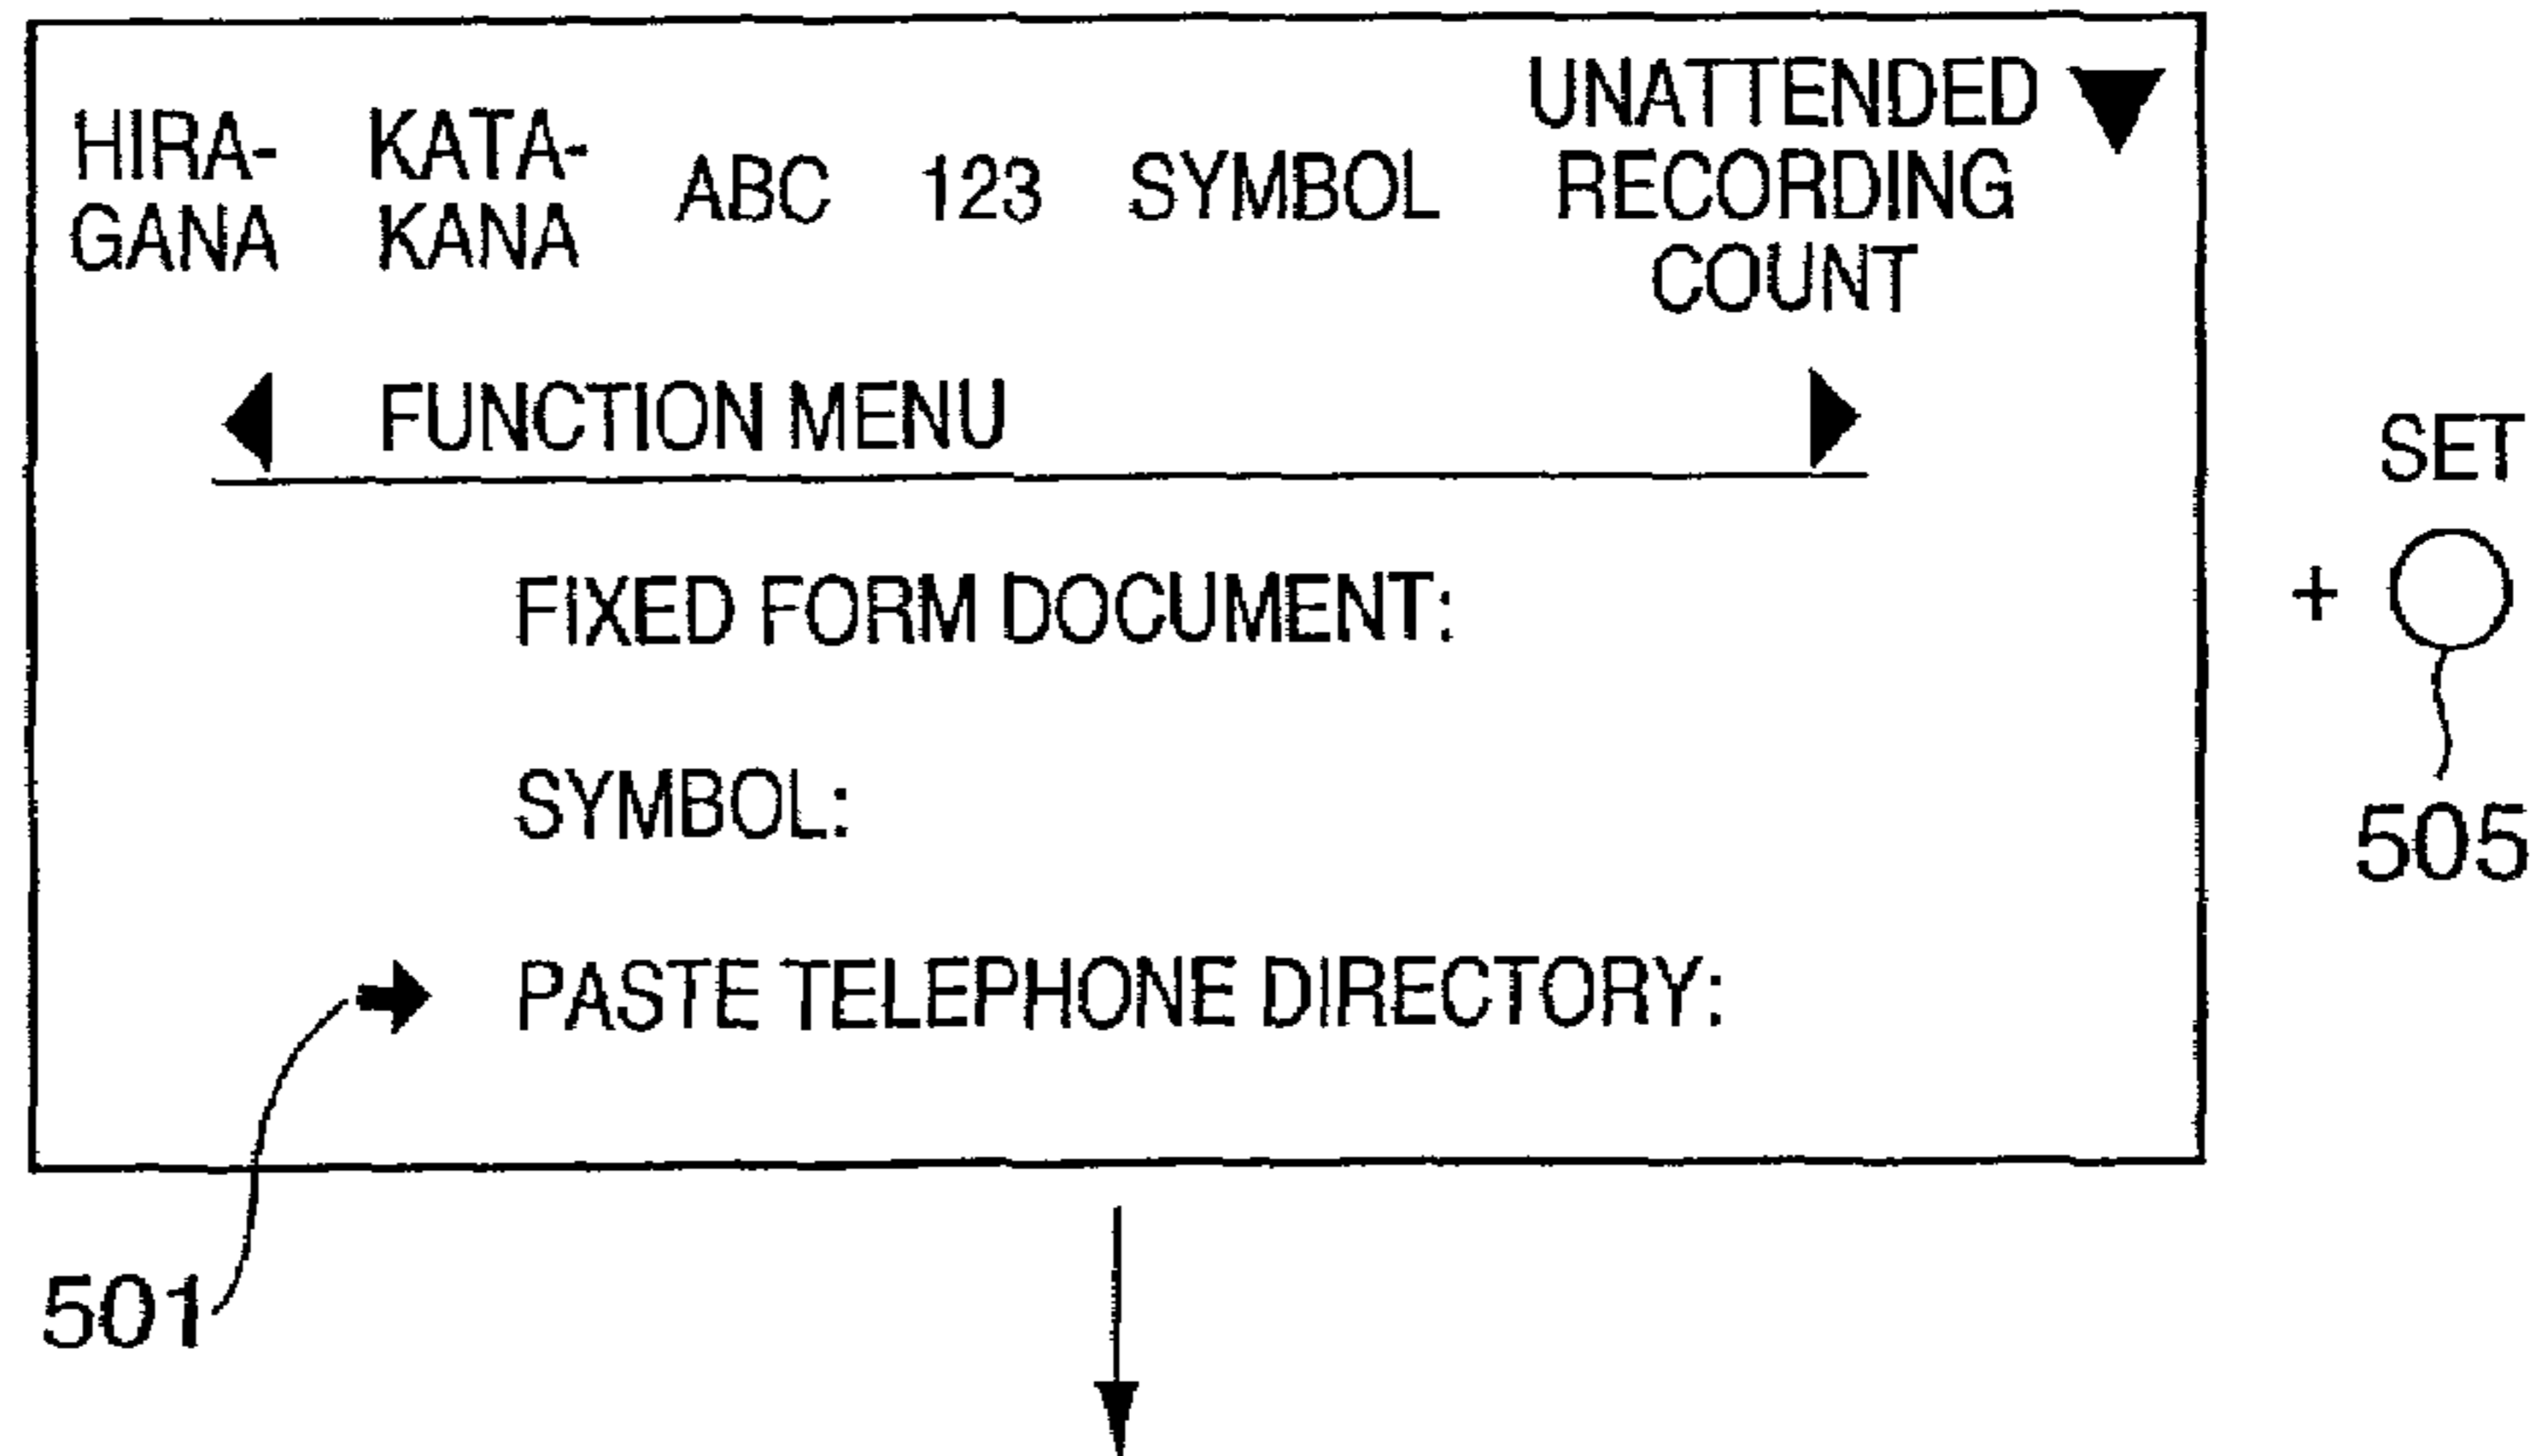 HIRA-
GANA
KATA-
KANA
ABC
123
SYMBOL
UNATTENDED
RECORDING
COUNT
FUNCTION MENU
FIXED FORM DOCUMENT:
SYMBOL:
PASTE TELEPHONE DIRECTORY:
SET
+
505
501